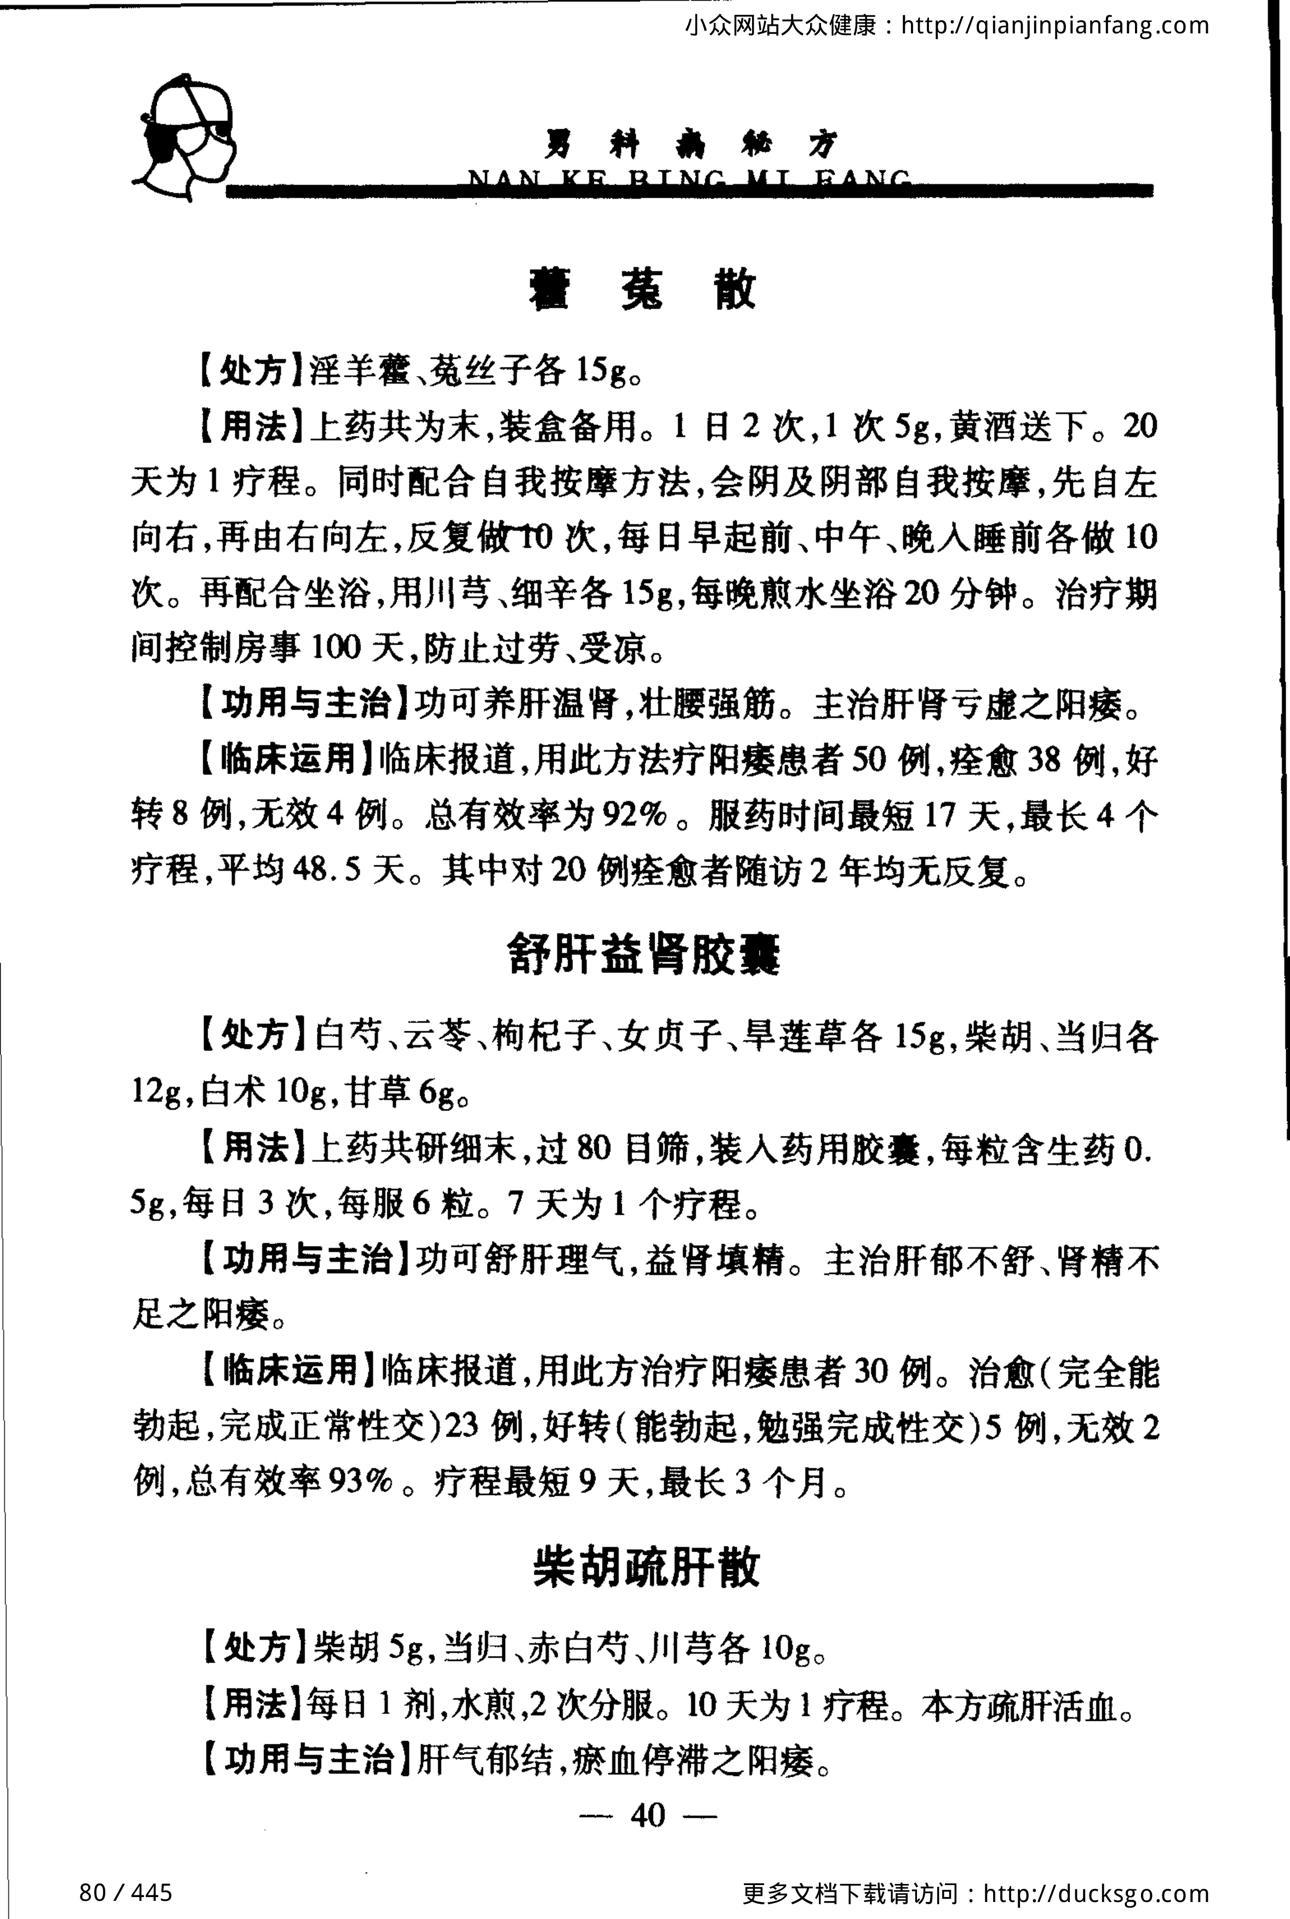 小众网站大众健康：http://qianjinpianfang.com
男科病秘方
NAN KE BING MI FANG
藿菟散
【处方】淫羊藿、菟丝子各 15g。
【用法】上药共为末,装盒备用。1 日 2 次,1 次 5g,黄酒送下。20
天为 1 疗程。同时配合自我按摩方法,会阴及阴部自我按摩,先自左
向右,再由右向左,反复做 10 次,每日早起前、中午、晚入睡前各做 10
次。再配合坐浴,用川芎、细辛各 15g,每晚煎水坐浴 20 分钟。治疗期
间控制房事 100 天,防止过劳、受凉。
【功用与主治】功可养肝温肾,壮腰强筋。主治肝肾亏虚之阳痿。
【临床运用】临床报道,用此方法疗阳痿患者 50 例,痊愈 38 例,好
转 8 例,无效 4 例。总有效率为 92%。服药时间最短 17 天,最长 4 个
疗程,平均 48.5 天。其中对 20 例痊愈者随访 2 年均无反复。
舒肝益肾胶囊
【处方】白芍、云苓、枸杞子、女贞子、旱莲草各 15g,柴胡、当归各
12g,白术 10g,甘草 6g。
【用法】上药共研细末,过 80 目筛,装入药用胶囊,每粒含生药 0.
5g,每日 3 次,每服 6 粒。7 天为 1 个疗程。
【功用与主治】功可舒肝理气,益肾填精。主治肝郁不舒、肾精不
足之阳痿。
【临床运用】临床报道,用此方治疗阳痿患者 30 例。治愈(完全能
勃起,完成正常性交)23 例,好转(能勃起,勉强完成性交)5 例,无效 2
例,总有效率 93%。疗程最短 9 天,最长 3 个月。
柴胡疏肝散
【处方】柴胡 5g,当归、赤白芍、川芎各 10g。
【用法】每日 1 剂,水煎,2 次分服。10 天为 1 疗程。本方疏肝活血。
【功用与主治】肝气郁结,瘀血停滞之阳痿。
— 40 —
80 / 445
更多文档下载请访问：http://ducksgo.com